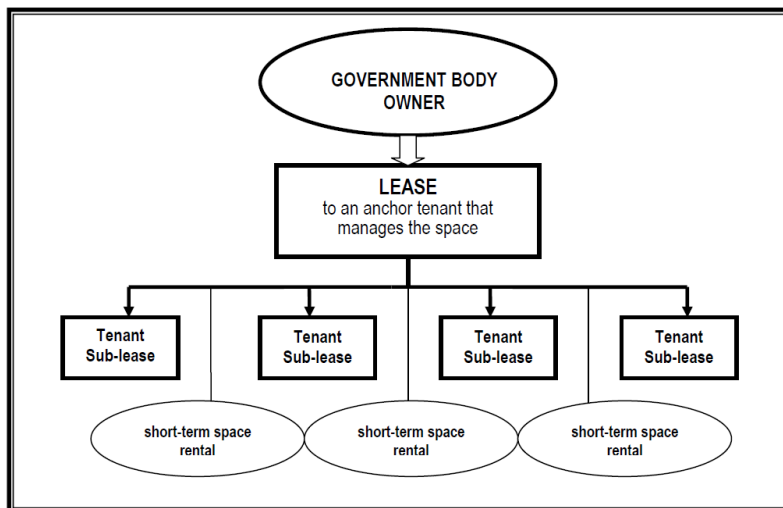 GOVERNMENT BODY
OWNER
LEASE
to an anchor tenant that
manages the space
Tenant
Sub-lease
Tenant
Sub-lease
Tenant
Sub-lease
Tenant
Sub-lease
short-term space
rental
short-term space
rental
short-term space
rental